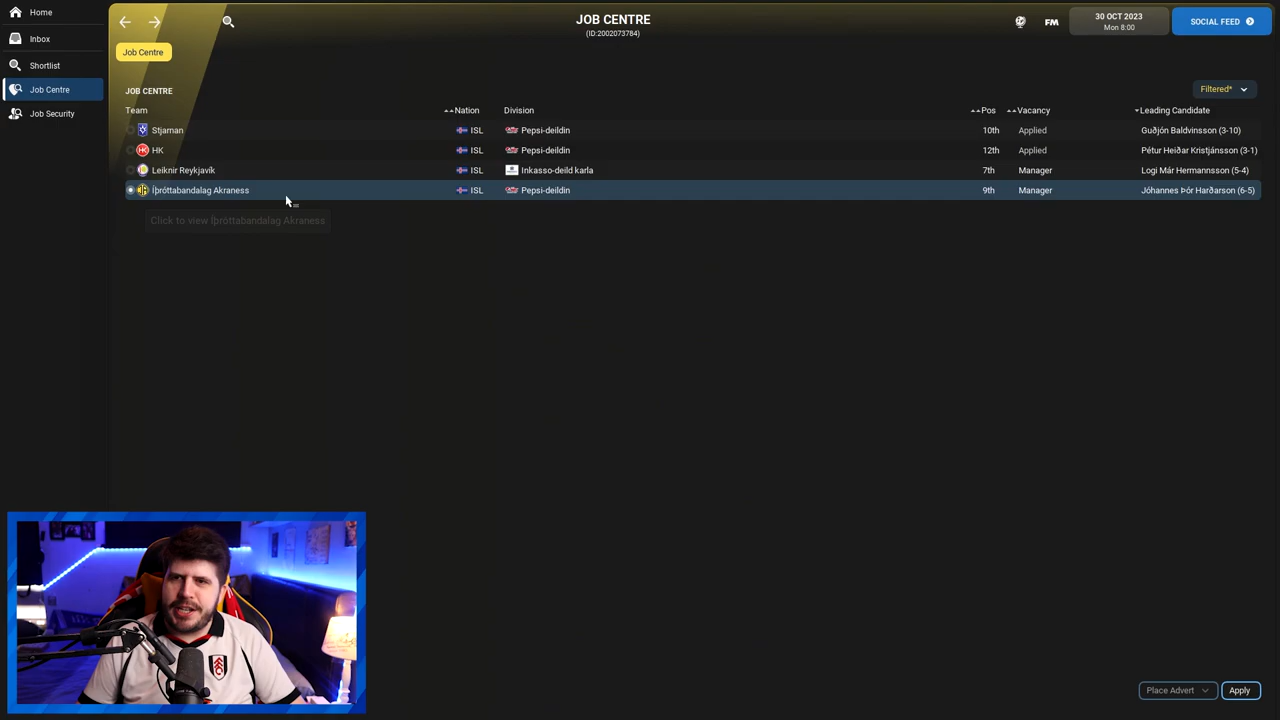 Home
Inbox
Shortlist
Job Centre
Job Security
JOB CENTRE
(ID:2002073784)
FM
30 OCT 2023
Mon 8:00
SOCIAL FEED
Job Centre
JOB CENTRE
Filtered*
Team Nation Division Pos Vacancy Leading Candidate
Stjarnan ISL Pepsi-deildin 10th Applied Guðjón Baldvinsson (3-10)
HK ISL Pepsi-deildin 12th Applied Pétur Heiðar Kristjánsson (3-1)
Leiknir Reykjavík ISL Inkasso-deild karla 7th Manager Logi Már Hermannsson (5-4)
Íþróttabandalag Akraness ISL Pepsi-deildin 9th Manager Jóhannes Þór Harðarson (6-5)
Click to view Íþróttabandalag Akraness
Place Advert
Apply